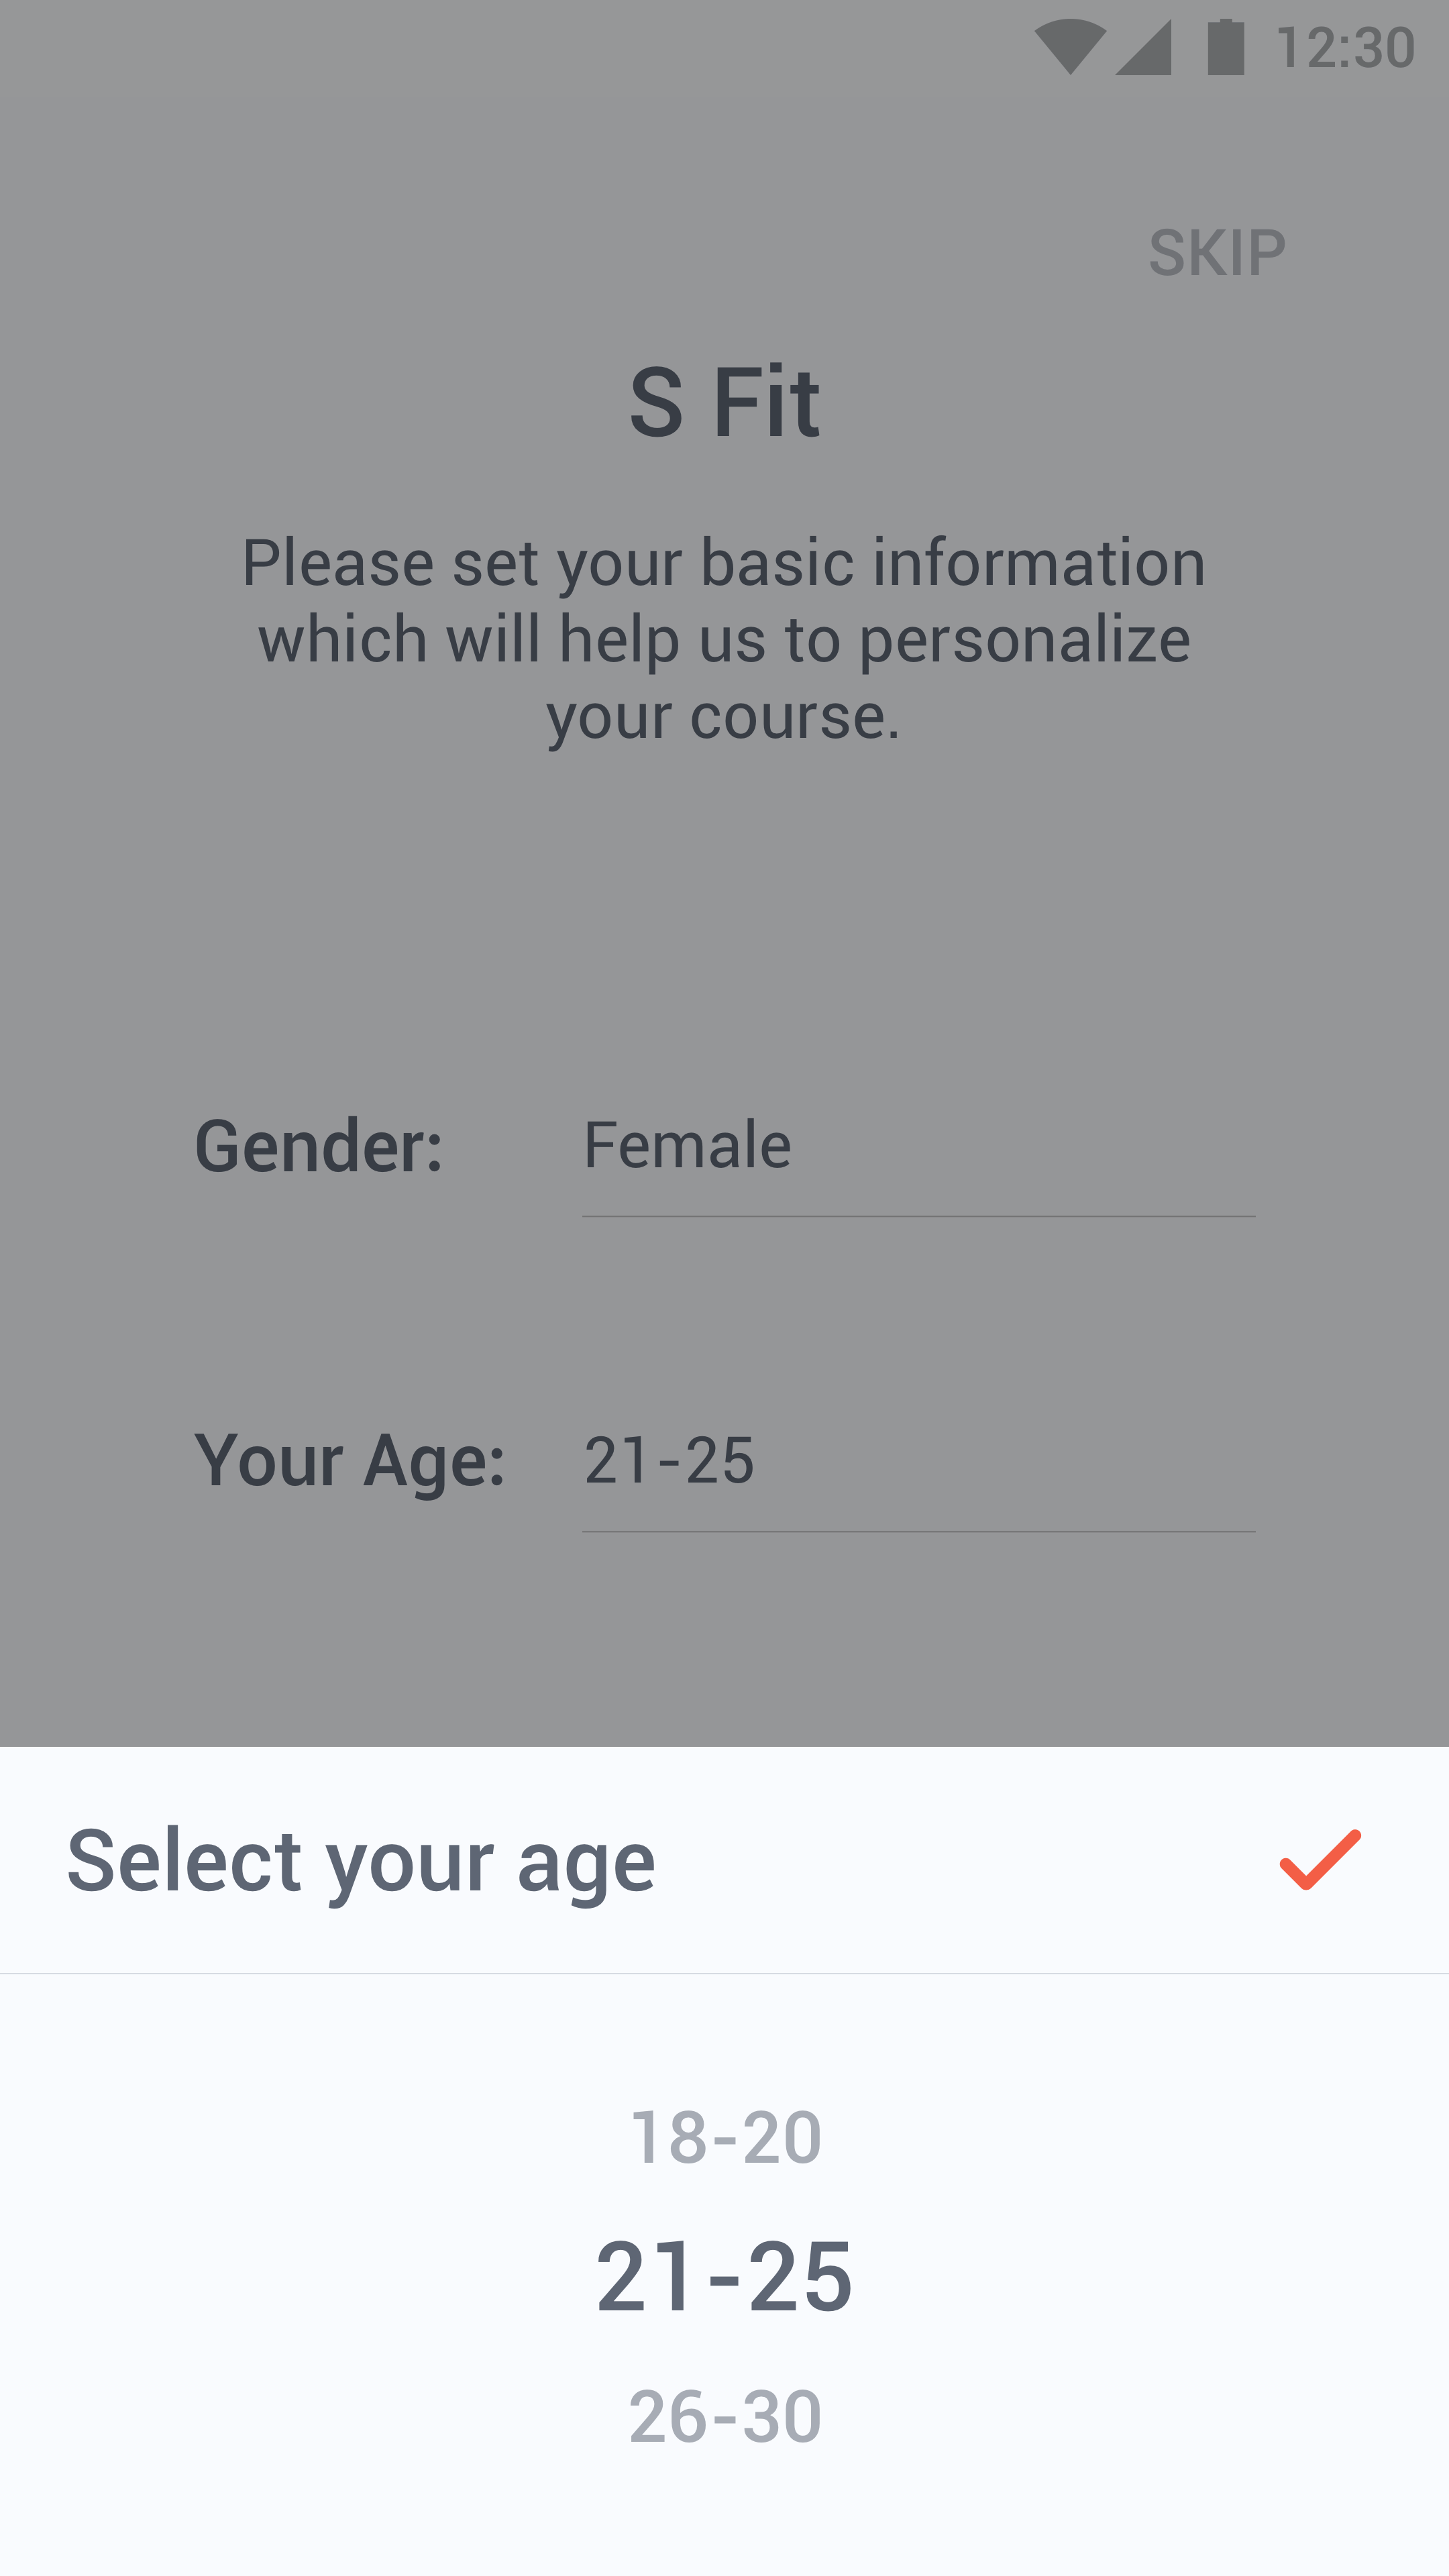 12:30
SKIP
S Fit
Please set your basic information
which will help us to personalize
your course.
Gender: Female
Your Age: 21-25
Select your age
18-20
21-25
26-30